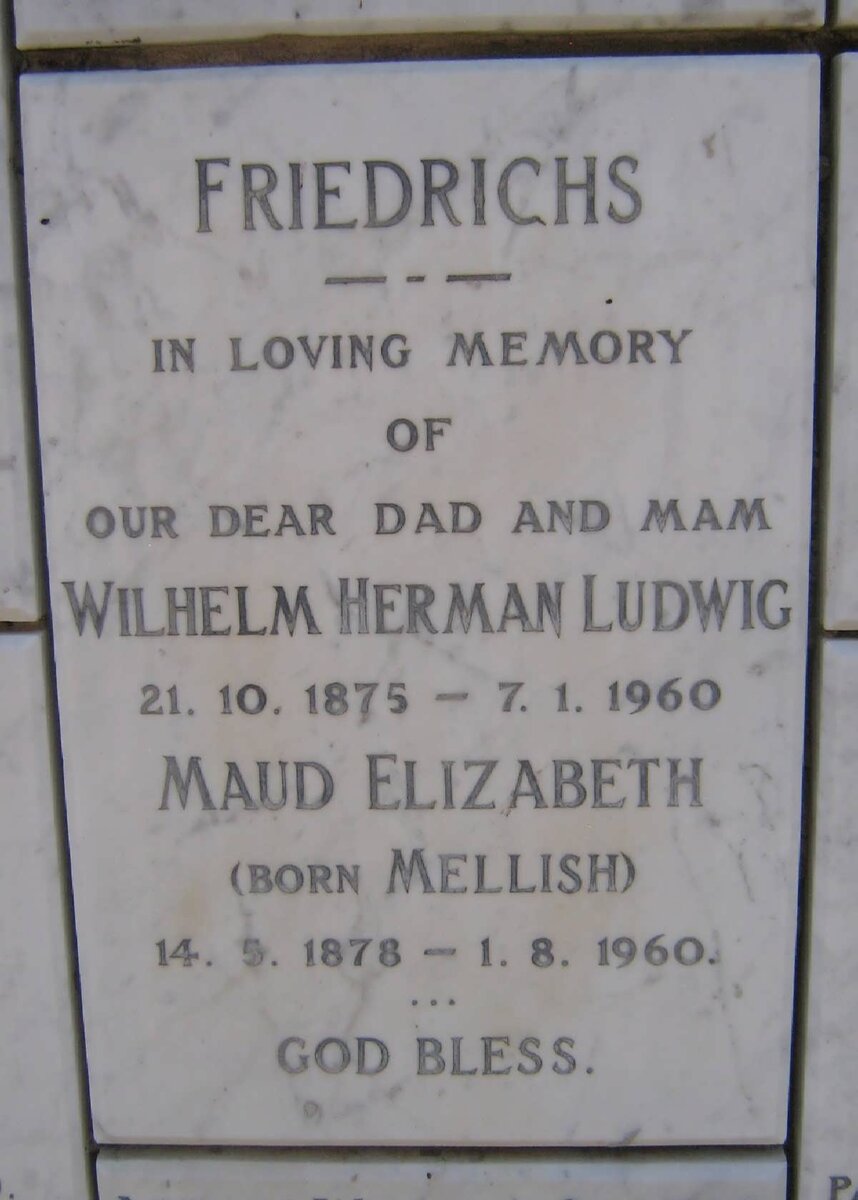 FRIEDRICHS
— - —
IN LOVING MEMORY
OF
OUR DEAR DAD AND MAM
WILHELM HERMAN LUDWIG
21. 10. 1875 — 7. 1. 1960
MAUD ELIZABETH
(BORN MELLISH)
14. 5. 1878 — 1. 8. 1960.
...
GOD BLESS.